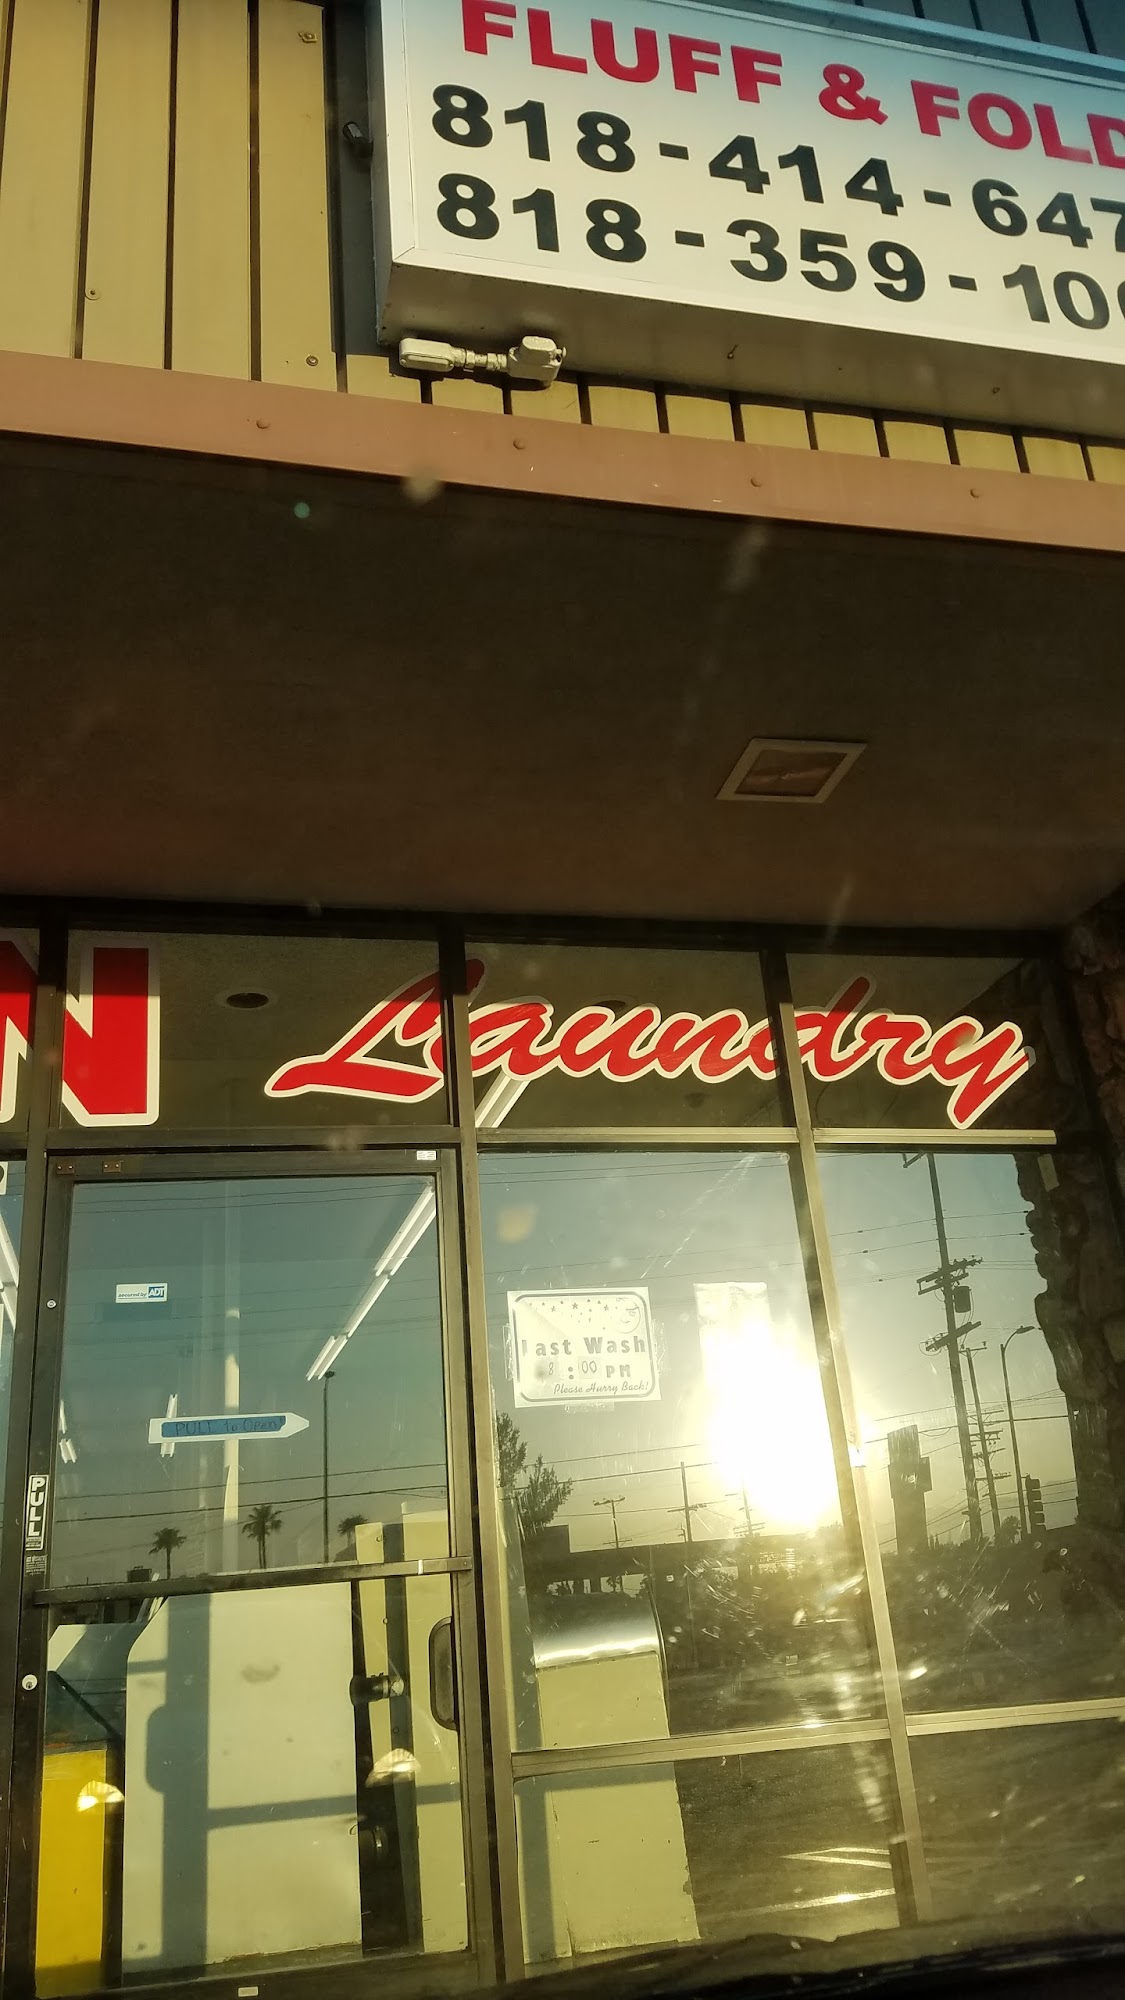 FLUFF & FOLD
818-414-647
818-359-10
N Laundry
secured by ADT
Last Wash
8:00 PM
Please Hurry Back!
PULL to Open
PULL